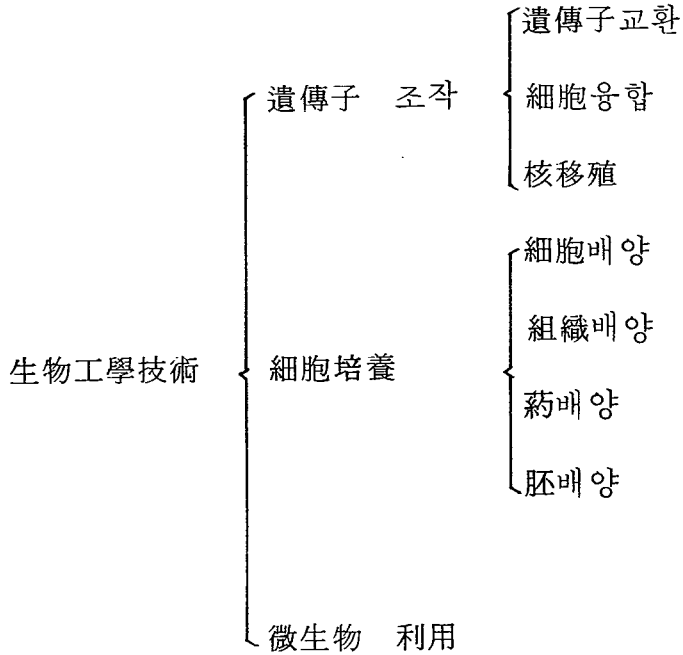 遺傳子교환
遺傳子 조작
細胞융합
核移殖
細胞배양
組織배양
生物工學技術
細胞培養
葯배양
胚배양
微生物 利用